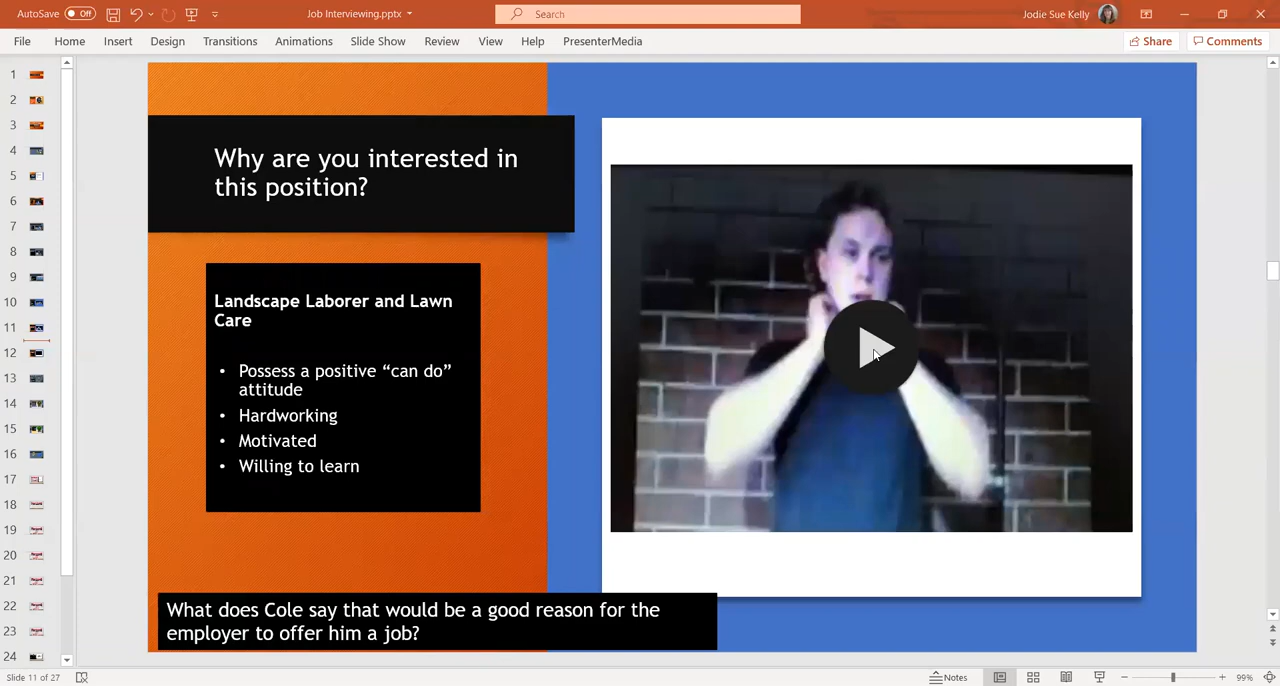 AutoSave Off Job Interviewing.pptx Search Jodie Sue Kelly
File Home Insert Design Transitions Animations Slide Show Review View Help PresenterMedia Share Comments
1
2
3
4
5
6
7
8
9
10
11
12
13
14
15
16
17
18
19
20
21
22
23
24
Why are you interested in
this position?
Landscape Laborer and Lawn
Care
• Possess a positive “can do”
attitude
• Hardworking
• Motivated
• Willing to learn
What does Cole say that would be a good reason for the
employer to offer him a job?
Slide 11 of 27 Notes 99%